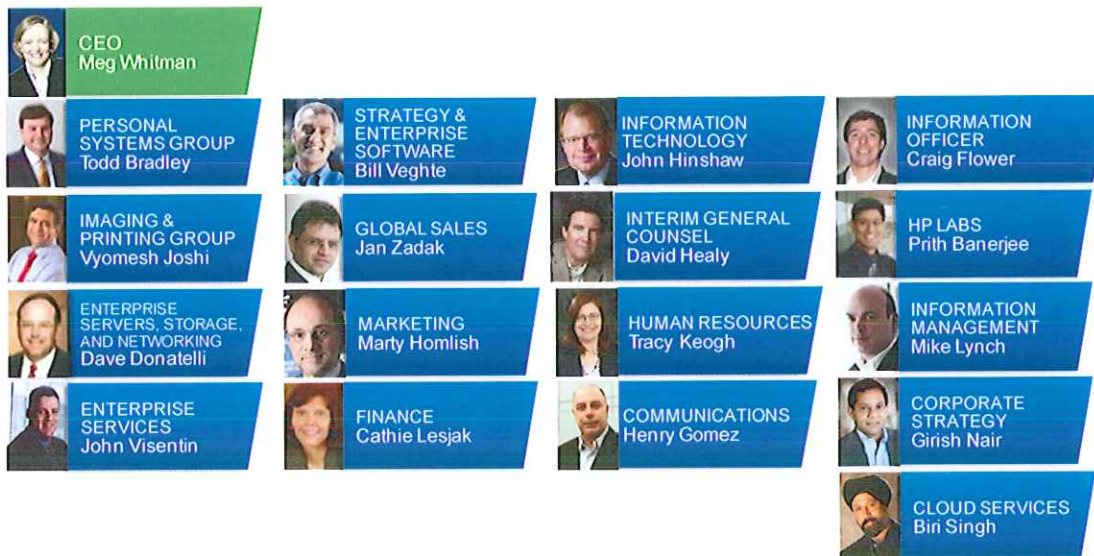 CEO
Meg Whitman
PERSONAL
SYSTEMS GROUP
Todd Bradley
IMAGING &
PRINTING GROUP
Vyomesh Joshi
ENTERPRISE
SERVERS, STORAGE,
AND NETWORKING
Dave Donatelli
ENTERPRISE
SERVICES
John Visentin
STRATEGY &
ENTERPRISE
SOFTWARE
Bill Veghte
GLOBAL SALES
Jan Zadak
MARKETING
Marty Homlish
FINANCE
Cathie Lesjak
INFORMATION
TECHNOLOGY
John Hinshaw
INTERIM GENERAL
COUNSEL
David Healy
HUMAN RESOURCES
Tracy Keogh
COMMUNICATIONS
Henry Gomez
INFORMATION
OFFICER
Craig Flower
HP LABS
Prith Banerjee
INFORMATION
MANAGEMENT
Mike Lynch
CORPORATE
STRATEGY
Girish Nair
CLOUD SERVICES
Biri Singh